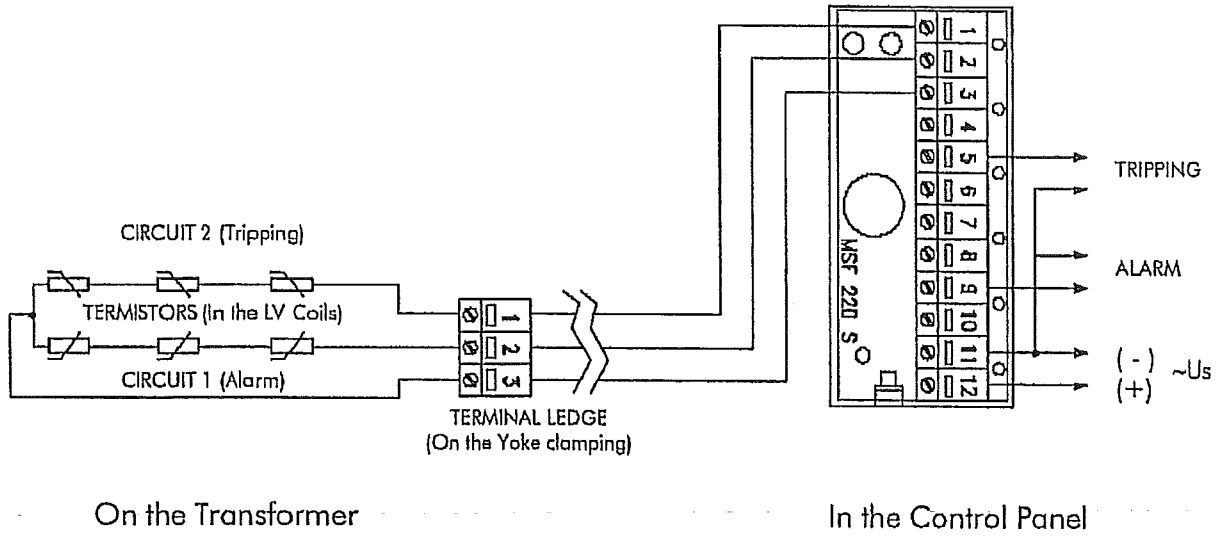 CIRCUIT 2 (Tripping)
TERMISTORS (In the LV Coils)
CIRCUIT 1 (Alarm)
1
2
3
TERMINAL LEDGE
(On the Yoke clamping)
On the Transformer
MSF 220 S
1
2
3
4
5
6
7
8
9
10
11
12
TRIPPING
ALARM
(-)
(+)
~Us
In the Control Panel